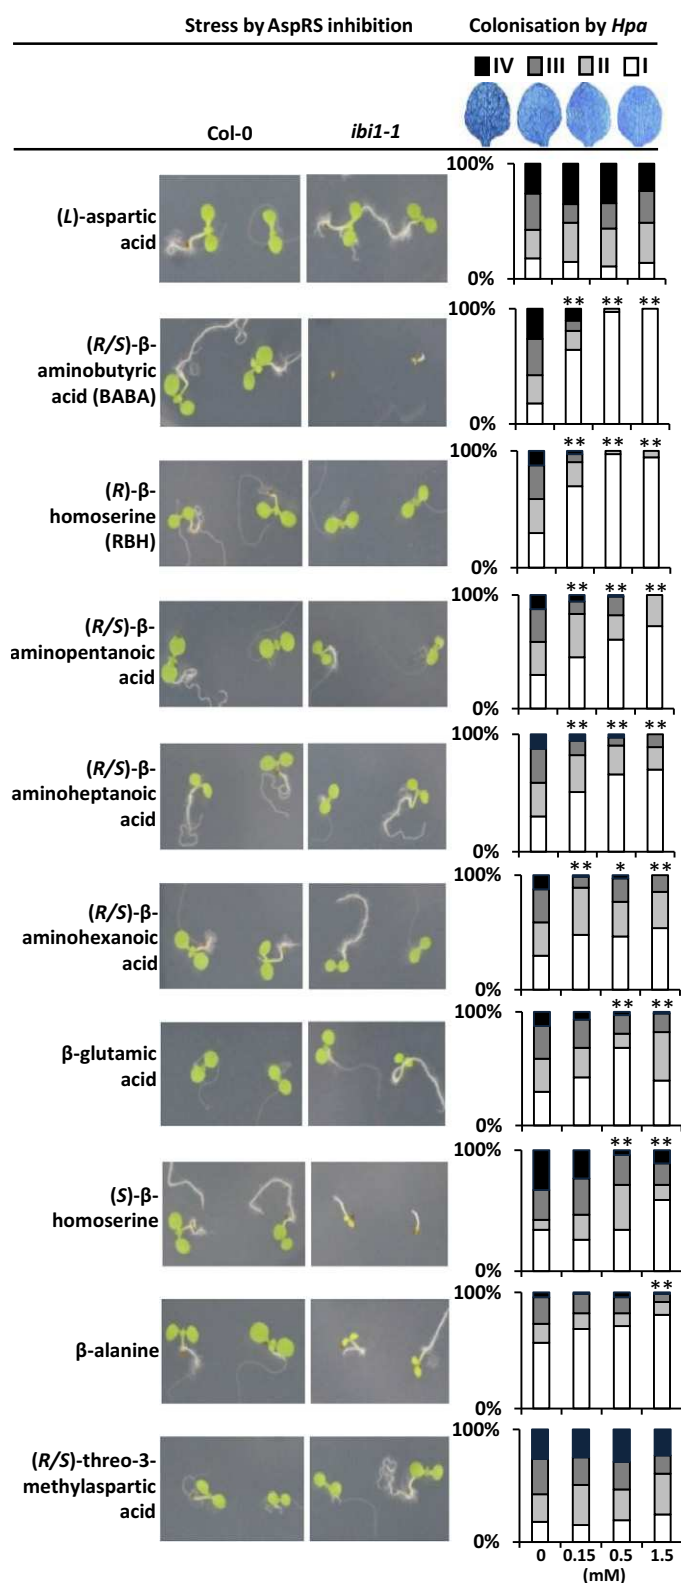 Stress by AspRS inhibition Colonisation by Hpa
IV III II I
Col-0 ibi1-1
100%
(L)-aspartic
acid
0%
100%
** ** **
(R/S)-β-
aminobutyric
acid (BABA)
0%
100%
** ** **
(R)-β-
homoserine
(RBH)
0%
100%
** ** **
(R/S)-β-
aminopentanoic
acid
0%
100%
** ** **
(R/S)-β-
aminoheptanoic
acid
0%
100%
** * **
(R/S)-β-
aminohexanoic
acid
0%
100%
** **
β-glutamic
acid
0%
100%
** **
(S)-β-
homoserine
0%
100%
**
β-alanine
0%
100%
(R/S)-threo-3-
methylaspartic
acid
0%
0 0.15 0.5 1.5
(mM)